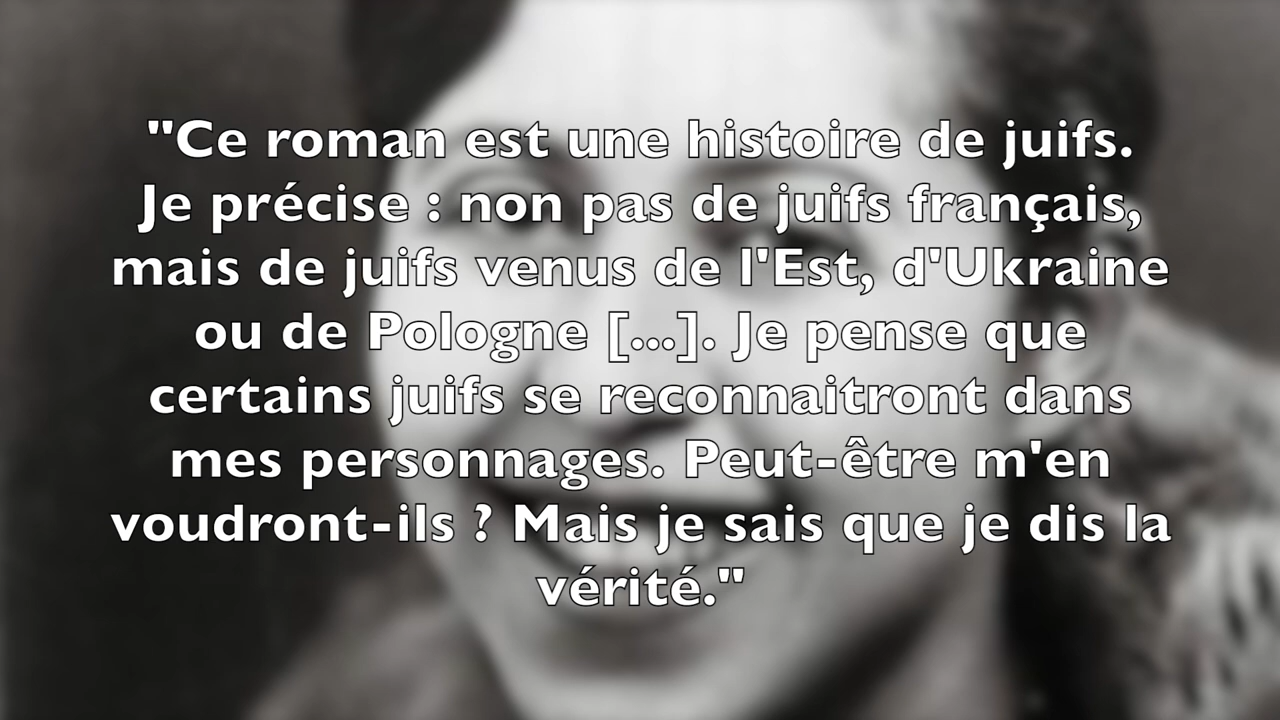 "Ce roman est une histoire de juifs.
Je précise : non pas de juifs français,
mais de juifs venus de l'Est, d'Ukraine
ou de Pologne [...]. Je pense que
certains juifs se reconnaitront dans
mes personnages. Peut-être m'en
voudront-ils ? Mais je sais que je dis la
vérité."